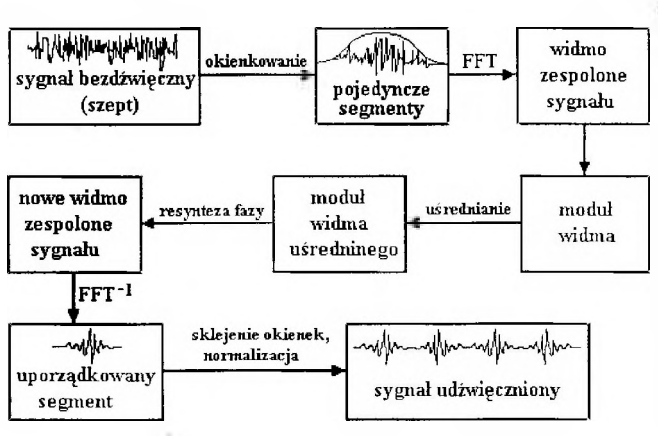 sygnał bezdźwięczny
(szept)
okienkowanie
pojedyncze
segmenty
FFT
widmo
zespolone
sygnału
moduł
widma
uśrednianie
moduł
widma
uśredninego
resynteza fazy
nowe widmo
zespolone
sygnału
FFT-1
uporządkowany
segment
sklejenie okienek,
normalizacja
sygnał udźwięczniony